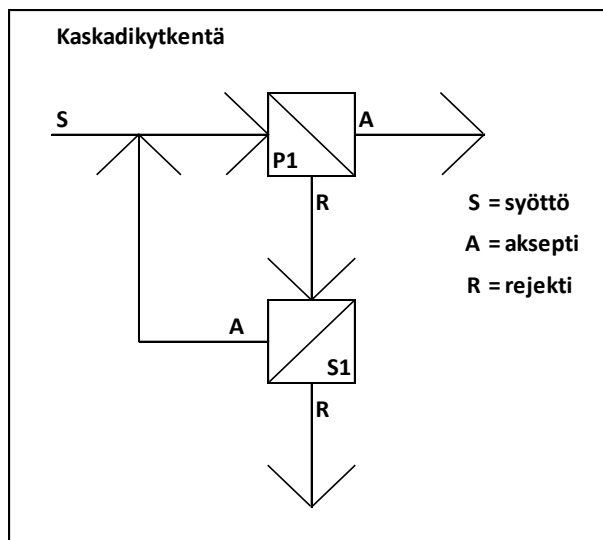 Kaskadikytkentä
S
A
P1
R
S = syöttö
A = aksepti
R = rejekti
A
S1
R